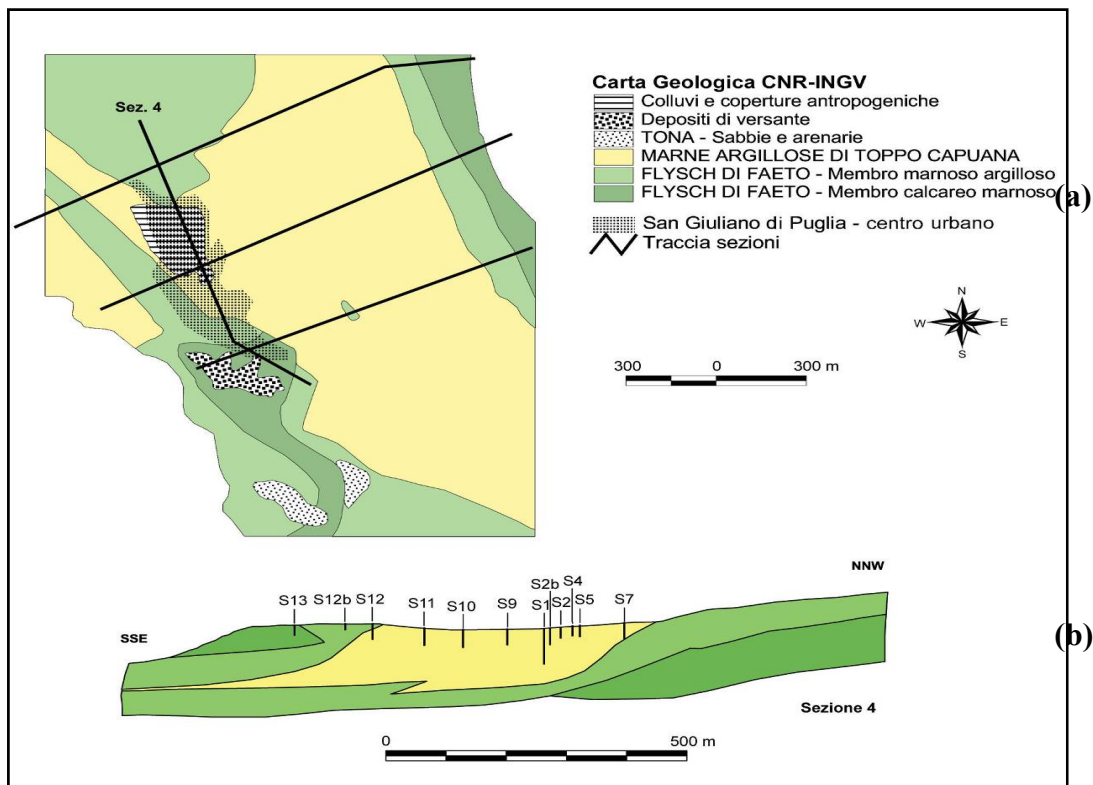 Carta Geologica CNR-INGV
Colluvi e coperture antropogeniche
Depositi di versante
TONA - Sabbie e arenarie
MARNE ARGILLOSE DI TOPPO CAPUANA
FLYSCH DI FAETO - Membro marnoso argilloso
FLYSCH DI FAETO - Membro calcareo marnoso
(a)
San Giuliano di Puglia - centro urbano
Traccia sezioni
Sez. 4
N
W E
S
300 0 300 m
NNW
S2b S4
S13 S12b S12 S11 S10 S9 S1 S2 S5 S7
SSE
(b)
Sezione 4
0 500 m